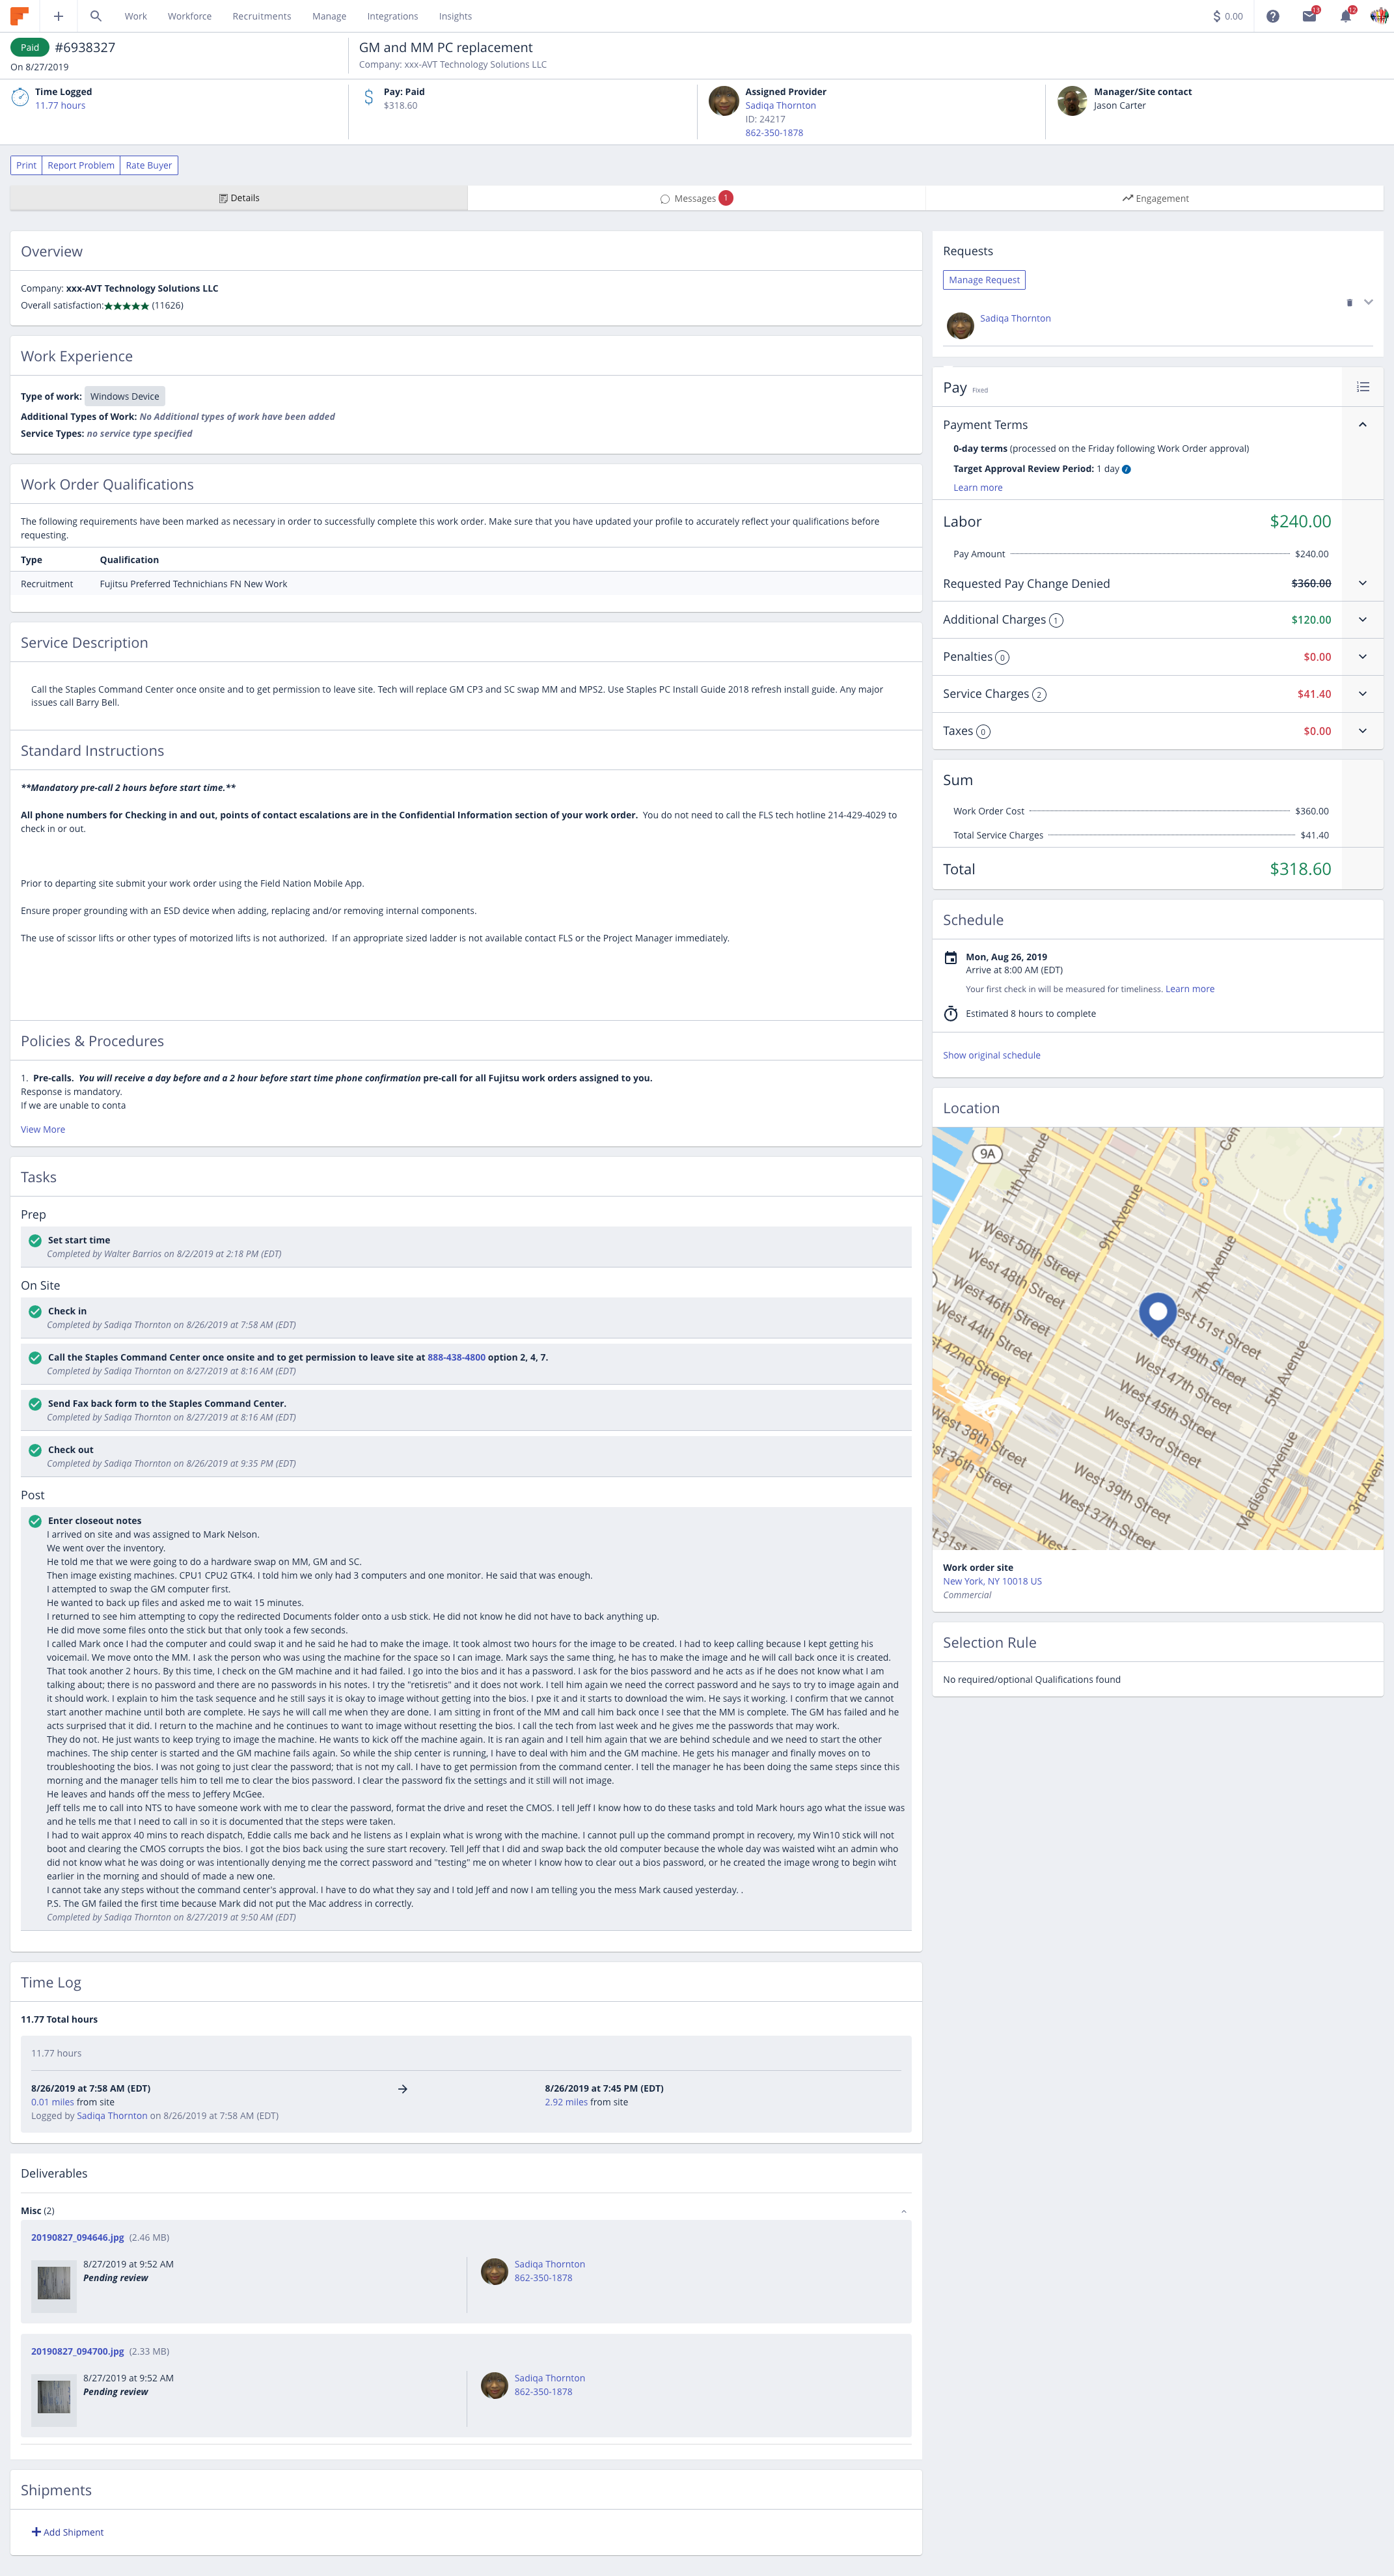 Work Workforce Recruitments Manage Integrations Insights $ 0.00 13 12
Paid #6938327
On 8/27/2019
GM and MM PC replacement
Company: xxx-AVT Technology Solutions LLC
Time Logged
11.77 hours
Pay: Paid
$318.60
Assigned Provider
Sadiqa Thornton
ID: 24217
862-350-1878
Manager/Site contact
Jason Carter
Print Report Problem Rate Buyer
Details Messages 1 Engagement
Overview
Company: xxx-AVT Technology Solutions LLC
Overall satisfaction:★★★★★ (11626)
Work Experience
Type of work: Windows Device
Additional Types of Work: No Additional types of work have been added
Service Types: no service type specified
Work Order Qualifications
The following requirements have been marked as necessary in order to successfully complete this work order. Make sure that you have updated your profile to accurately reflect your qualifications before
requesting.
Type Qualification
Recruitment Fujitsu Preferred Technichians FN New Work
Service Description
Call the Staples Command Center once onsite and to get permission to leave site. Tech will replace GM CP3 and SC swap MM and MPS2. Use Staples PC Install Guide 2018 refresh install guide. Any major
issues call Barry Bell.
Standard Instructions
**Mandatory pre-call 2 hours before start time.**
All phone numbers for Checking in and out, points of contact escalations are in the Confidential Information section of your work order. You do not need to call the FLS tech hotline 214-429-4029 to
check in or out.
Prior to departing site submit your work order using the Field Nation Mobile App.
Ensure proper grounding with an ESD device when adding, replacing and/or removing internal components.
The use of scissor lifts or other types of motorized lifts is not authorized. If an appropriate sized ladder is not available contact FLS or the Project Manager immediately.
Policies & Procedures
1. Pre-calls. You will receive a day before and a 2 hour before start time phone confirmation pre-call for all Fujitsu work orders assigned to you.
Response is mandatory.
If we are unable to conta
View More
Tasks
Prep
Set start time
Completed by Walter Barrios on 8/2/2019 at 2:18 PM (EDT)
On Site
Check in
Completed by Sadiqa Thornton on 8/26/2019 at 7:58 AM (EDT)
Call the Staples Command Center once onsite and to get permission to leave site at 888-438-4800 option 2, 4, 7.
Completed by Sadiqa Thornton on 8/27/2019 at 8:16 AM (EDT)
Send Fax back form to the Staples Command Center.
Completed by Sadiqa Thornton on 8/27/2019 at 8:16 AM (EDT)
Check out
Completed by Sadiqa Thornton on 8/26/2019 at 9:35 PM (EDT)
Post
Enter closeout notes
I arrived on site and was assigned to Mark Nelson.
We went over the inventory.
He told me that we were going to do a hardware swap on MM, GM and SC.
Then image existing machines. CPU1 CPU2 GTK4. I told him we only had 3 computers and one monitor. He said that was enough.
I attempted to swap the GM computer first.
He wanted to back up files and asked me to wait 15 minutes.
I returned to see him attempting to copy the redirected Documents folder onto a usb stick. He did not know he did not have to back anything up.
He did move some files onto the stick but that only took a few seconds.
I called Mark once I had the computer and could swap it and he said he had to make the image. It took almost two hours for the image to be created. I had to keep calling because I kept getting his
voicemail. We move onto the MM. I ask the person who was using the machine for the space so I can image. Mark says the same thing, he has to make the image and he will call back once it is created.
That took another 2 hours. By this time, I check on the GM machine and it had failed. I go into the bios and it has a password. I ask for the bios password and he acts as if he does not know what I am
talking about; there is no password and there are no passwords in his notes. I try the "retisretis" and it does not work. I tell him again we need the correct password and he says to try to image again and
it should work. I explain to him the task sequence and he still says it is okay to image without getting into the bios. I pxe it and it starts to download the wim. He says it working. I confirm that we cannot
start another machine until both are complete. He says he will call me when they are done. I am sitting in front of the MM and call him back once I see that the MM is complete. The GM has failed and he
acts surprised that it did. I return to the machine and he continues to want to image without resetting the bios. I call the tech from last week and he gives me the passwords that may work.
They do not. He just wants to keep trying to image the machine. He wants to kick off the machine again. It is ran again and I tell him again that we are behind schedule and we need to start the other
machines. The ship center is started and the GM machine fails again. So while the ship center is running, I have to deal with him and the GM machine. He gets his manager and finally moves on to
troubleshooting the bios. I was not going to just clear the password; that is not my call. I have to get permission from the command center. I tell the manager he has been doing the same steps since this
morning and the manager tells him to tell me to clear the bios password. I clear the password fix the settings and it still will not image.
He leaves and hands off the mess to Jeffery McGee.
Jeff tells me to call into NTS to have someone work with me to clear the password, format the drive and reset the CMOS. I tell Jeff I know how to do these tasks and told Mark hours ago what the issue was
and he tells me that I need to call in so it is documented that the steps were taken.
I had to wait approx 40 mins to reach dispatch, Eddie calls me back and he listens as I explain what is wrong with the machine. I cannot pull up the command prompt in recovery, my Win10 stick will not
boot and clearing the CMOS corrupts the bios. I got the bios back using the sure start recovery. Tell Jeff that I did and swap back the old computer because the whole day was waisted wiht an admin who
did not know what he was doing or was intentionally denying me the correct password and "testing" me on wheter I know how to clear out a bios password, or he created the image wrong to begin wiht
earlier in the morning and should of made a new one.
I cannot take any steps without the command center's approval. I have to do what they say and I told Jeff and now I am telling you the mess Mark caused yesterday. .
P.S. The GM failed the first time because Mark did not put the Mac address in correctly.
Completed by Sadiqa Thornton on 8/27/2019 at 9:50 AM (EDT)
Time Log
11.77 Total hours
11.77 hours
8/26/2019 at 7:58 AM (EDT) 8/26/2019 at 7:45 PM (EDT)
0.01 miles from site 2.92 miles from site
Logged by Sadiqa Thornton on 8/26/2019 at 7:58 AM (EDT)
Deliverables
Misc (2)
20190827_094646.jpg (2.46 MB)
8/27/2019 at 9:52 AM
Pending review
Sadiqa Thornton
862-350-1878
20190827_094700.jpg (2.33 MB)
8/27/2019 at 9:52 AM
Pending review
Sadiqa Thornton
862-350-1878
Shipments
Add Shipment
Requests
Manage Request
Sadiqa Thornton
Pay Fixed
Payment Terms
0-day terms (processed on the Friday following Work Order approval)
Target Approval Review Period: 1 day
Learn more
Labor $240.00
Pay Amount $240.00
Requested Pay Change Denied $360.00
Additional Charges 1 $120.00
Penalties 0 $0.00
Service Charges 2 $41.40
Taxes 0 $0.00
Sum
Work Order Cost $360.00
Total Service Charges $41.40
Total $318.60
Schedule
Mon, Aug 26, 2019
Arrive at 8:00 AM (EDT)
Your first check in will be measured for timeliness. Learn more
Estimated 8 hours to complete
Show original schedule
Location
9A
11th Avenue
Cen
9th Avenue
West 50th Street
West 48th Street
West 46th Street
West 44th Street
st 42nd Street
7th Avenue
est 51st Street
West 49th Street
West 47th Street
West 45th Street
West 43rd Street
5th Avenue
West 38th Street
st 36th Street
West 39th Street
West 37th Street
Madison Avenue
3rd Aven
t 31st Street
West
Work order site
New York, NY 10018 US
Commercial
Selection Rule
No required/optional Qualifications found